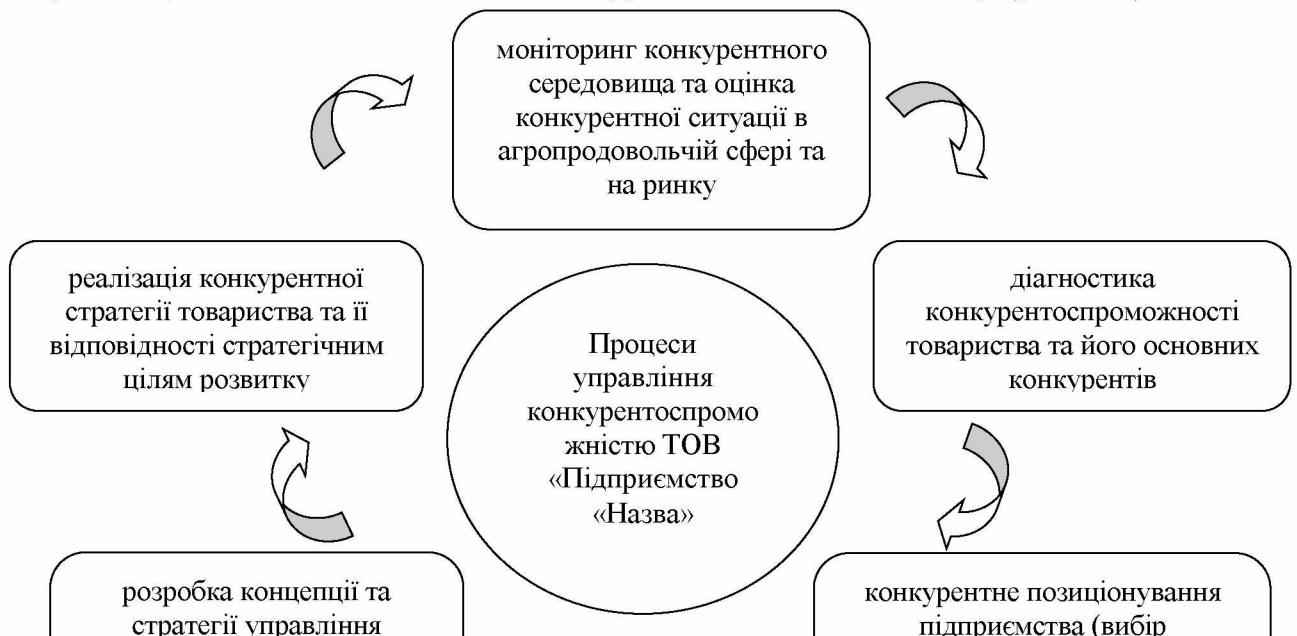 моніторинг конкурентного
середовища та оцінка
конкурентної ситуації в
агропродовольчій сфері та
на ринку
реалізація конкурентної
стратегії товариства та її
відповідності стратегічним
цілям розвитку
Процеси
управління
конкурентоспромо
жністю ТОВ
«Підприємство
«Назва»
діагностика
конкурентоспроможності
товариства та його основних
конкурентів
розробка концепції та
стратегії управління
конкурентне позиціонування
підприємства (вибір